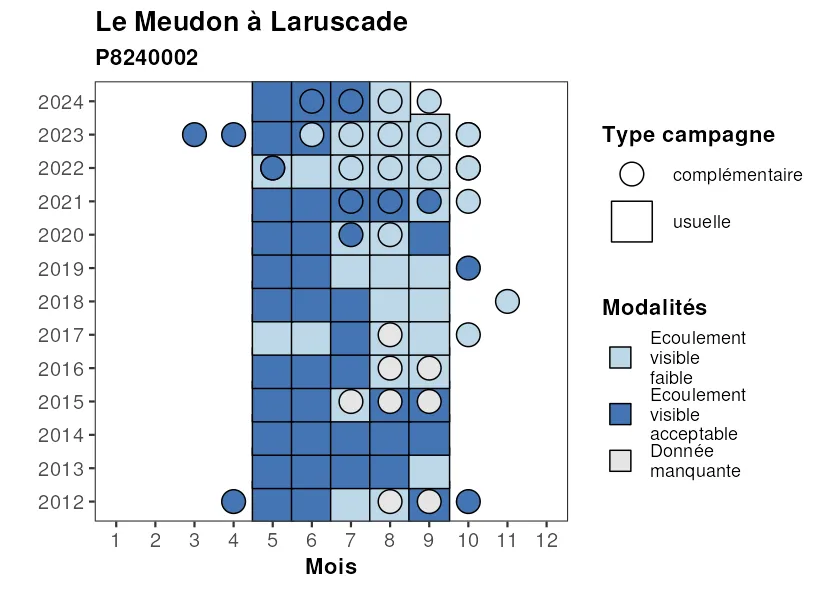 Le Meudon à Laruscade
P8240002
2024
2023
2022
2021
2020
2019
2018
2017
2016
2015
2014
2013
2012
1 2 3 4 5 6 7 8 9 10 11 12
Mois
Type campagne
complémentaire
usuelle
Modalités
Ecoulement
visible
faible
Ecoulement
visible
acceptable
Donnée
manquante